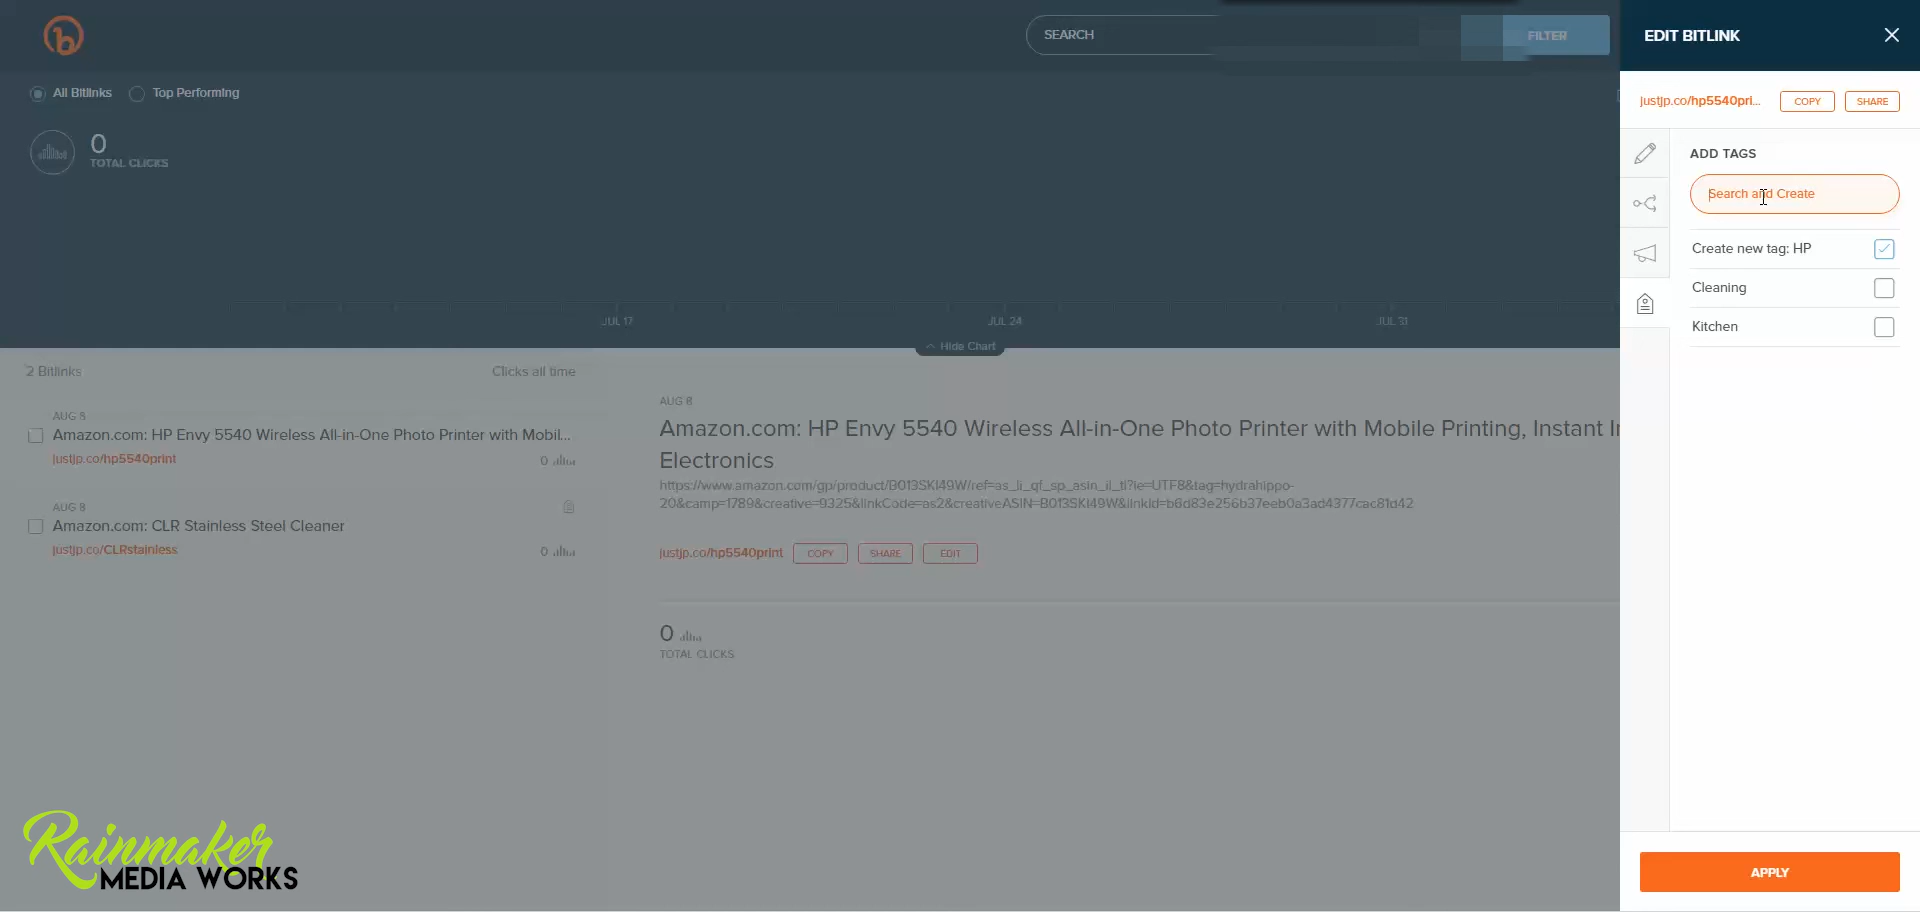 SEARCH
FILTER
All Bitlinks
Top Performing
0
TOTAL CLICKS
JUL 17
JUL 24
JUL 31
Hide Chart
2 Bitlinks
Clicks all time
AUG 8
Amazon.com: HP Envy 5540 Wireless All-in-One Photo Printer with Mobil...
justjp.co/hp5540print
0
AUG 8
Amazon.com: CLR Stainless Steel Cleaner
justjp.co/CLRstainless
0
AUG 8
Amazon.com: HP Envy 5540 Wireless All-in-One Photo Printer with Mobile Printing, Instant In
Electronics
https://www.amazon.com/gp/product/B013SKI49W/ref=as_li_qf_sp_asin_il_tl?ie=UTF8&tag=hydrahippo-
20&camp=1789&creative=9325&linkCode=as2&creativeASIN=B013SKI49W&linkId=b6d83e256b37eeb0a3ad4377cac81d42
justjp.co/hp5540print
COPY
SHARE
EDIT
0
TOTAL CLICKS
EDIT BITLINK
justjp.co/hp5540pri...
COPY
SHARE
ADD TAGS
Search and Create
Create new tag: HP
Cleaning
Kitchen
APPLY
Rainmaker
MEDIA WORKS